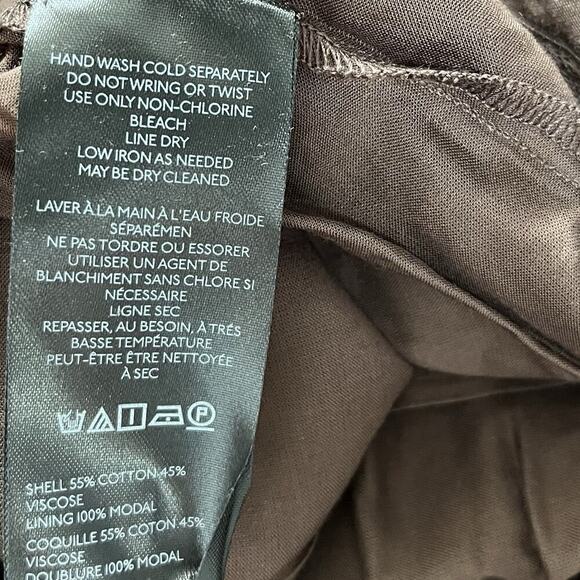 HAND WASH COLD SEPARATELY
DO NOT WRING OR TWIST
USE ONLY NON-CHLORINE
BLEACH
LINE DRY
LOW IRON AS NEEDED
MAY BE DRY CLEANED
LAVER À LA MAIN À L'EAU FROIDE
SÉPARÉMEN
NE PAS TORDRE OU ESSORER
UTILISER UN AGENT DE
BLANCHIMENT SANS CHLORE SI
NÉCESSAIRE
LIGNE SEC
REPASSER, AU BESOIN, À TRÉS
BASSE TEMPÉRATURE
PEUT-ÊTRE ÊTRE NETTOYÉE
À SEC
P
SHELL 55% COTTON 45%
VISCOSE
LINING 100% MODAL
COQUILLE 55% COTON 45%
VISCOSE
DOUBLURE 100% MODAL